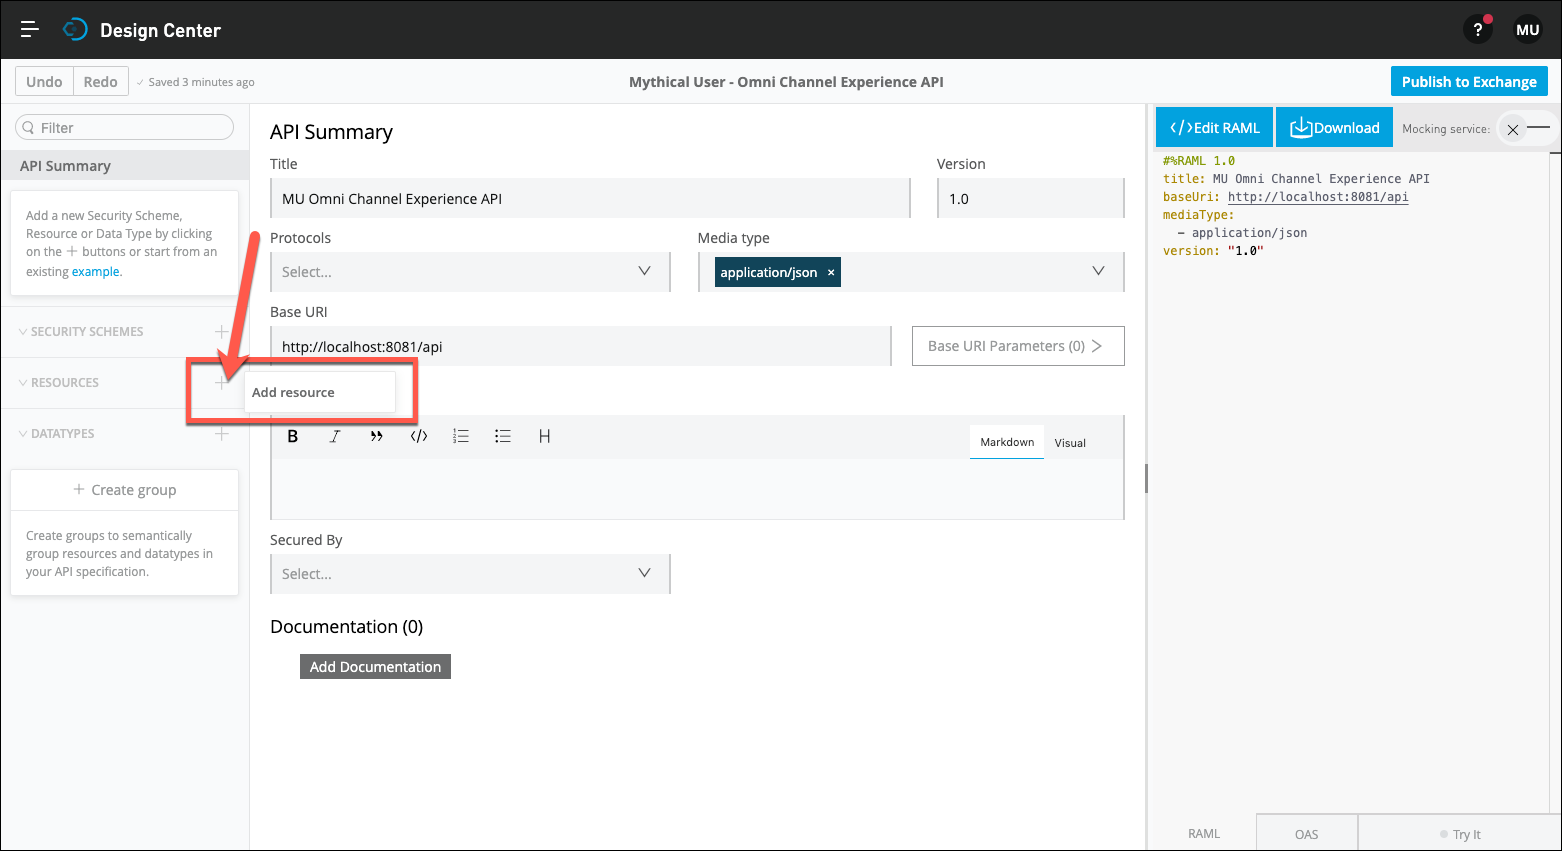 Design Center
?
MU
Undo
Redo
Saved 3 minutes ago
Mythical User - Omni Channel Experience API
Publish to Exchange
Filter
API Summary
Add a new Security Scheme,
Resource or Data Type by clicking
on the + buttons or start from an
existing example.
SECURITY SCHEMES
RESOURCES
Add resource
DATATYPES
+ Create group
Create groups to semantically
group resources and datatypes in
your API specification.
API Summary
Title
Version
MU Omni Channel Experience API
1.0
Protocols
Media type
Select...
application/json ×
Base URI
http://localhost:8081/api
Base URI Parameters (0) >
B I ” </> H
Markdown
Visual
Secured By
Select...
Documentation (0)
Add Documentation
</>Edit RAML
Download
Mocking service:
#%RAML 1.0
title: MU Omni Channel Experience API
baseUri: http://localhost:8081/api
mediaType:
- application/json
version: "1.0"
RAML
OAS
Try It